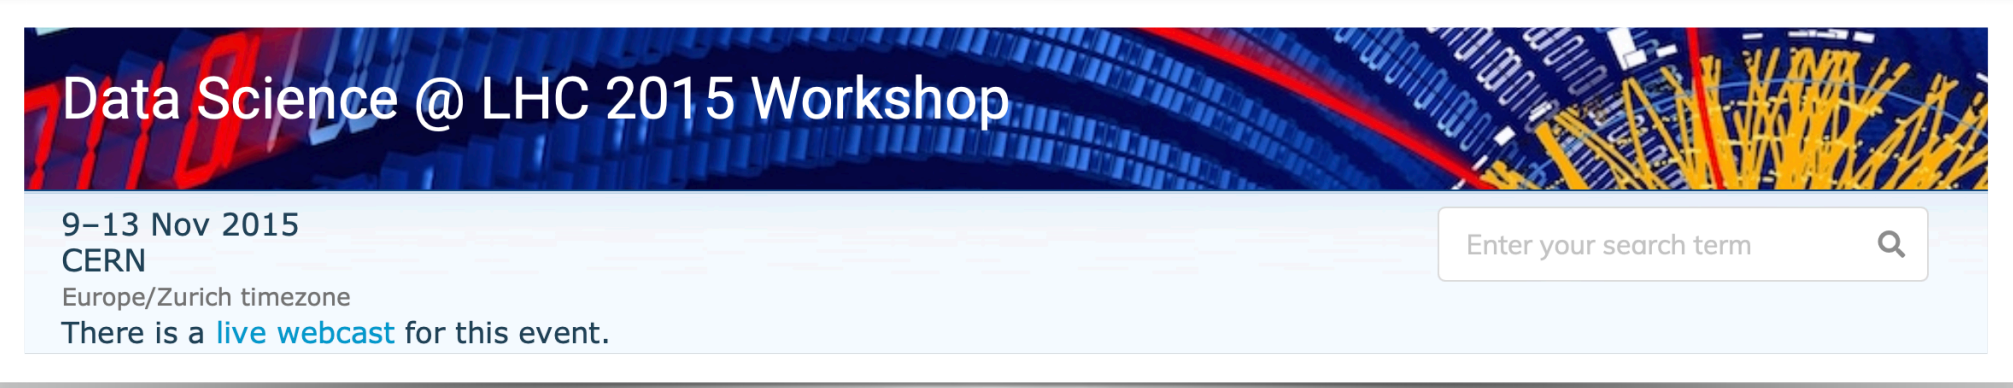 Data Science @ LHC 2015 Workshop
9–13 Nov 2015
CERN
Europe/Zurich timezone
There is a live webcast for this event.
Enter your search term